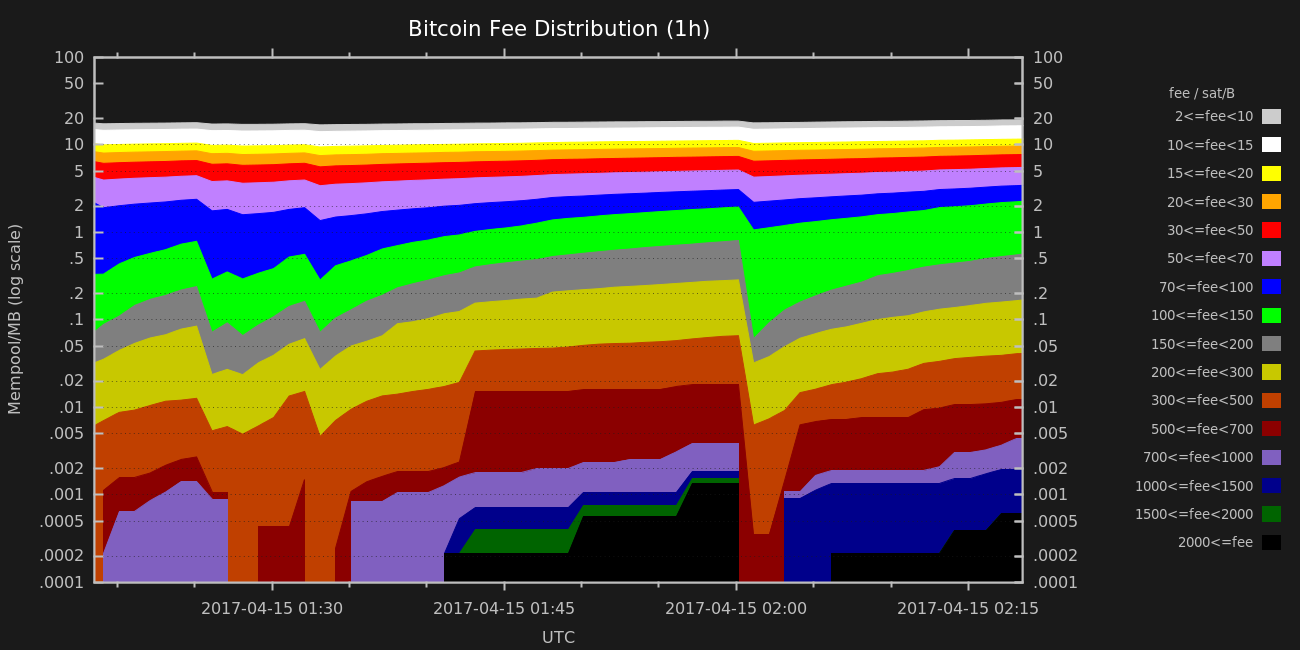 Bitcoin Fee Distribution (1h)
Mempool/MB (log scale)
100
50
20
10
5
2
1
.5
.2
.1
.05
.02
.01
.005
.002
.001
.0005
.0002
.0001
100
50
20
10
5
2
1
.5
.2
.1
.05
.02
.01
.005
.002
.001
.0005
.0002
.0001
2017-04-15 01:30
2017-04-15 01:45
2017-04-15 02:00
2017-04-15 02:15
UTC
fee / sat/B
2<=fee<10
10<=fee<15
15<=fee<20
20<=fee<30
30<=fee<50
50<=fee<70
70<=fee<100
100<=fee<150
150<=fee<200
200<=fee<300
300<=fee<500
500<=fee<700
700<=fee<1000
1000<=fee<1500
1500<=fee<2000
2000<=fee